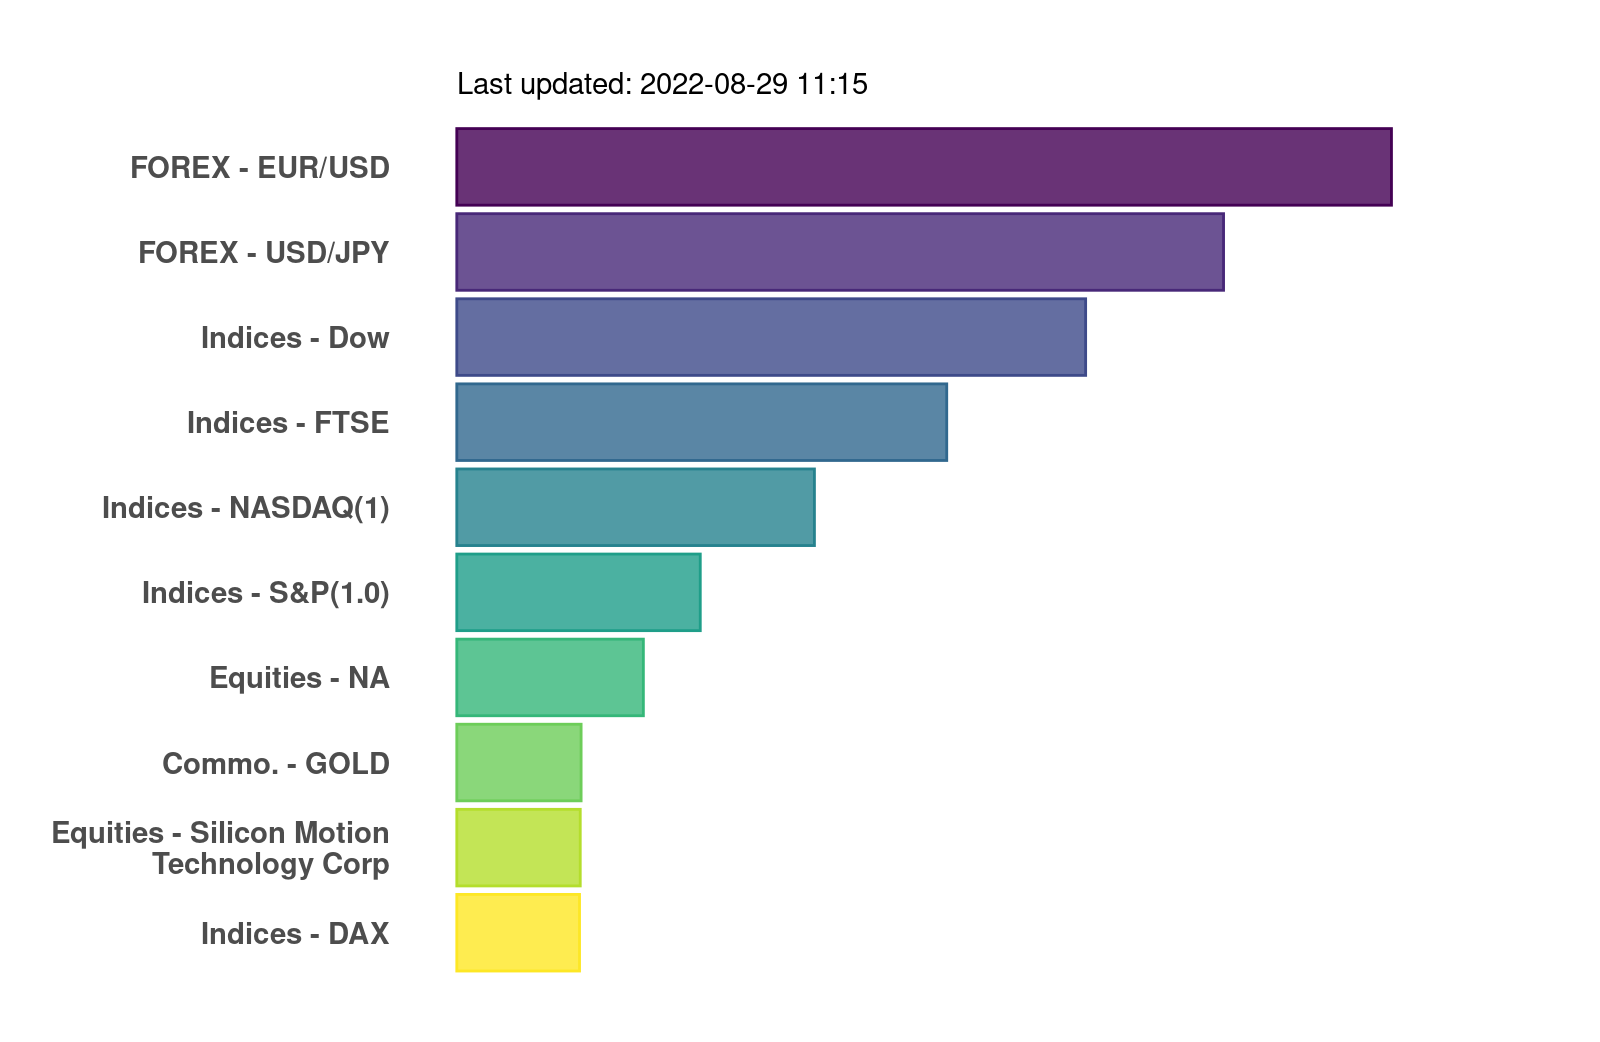 Last updated: 2022-08-29 11:15
FOREX - EUR/USD
FOREX - USD/JPY
Indices - Dow
Indices - FTSE
Indices - NASDAQ(1)
Indices - S&P(1.0)
Equities - NA
Commo. - GOLD
Equities - Silicon Motion
Technology Corp
Indices - DAX